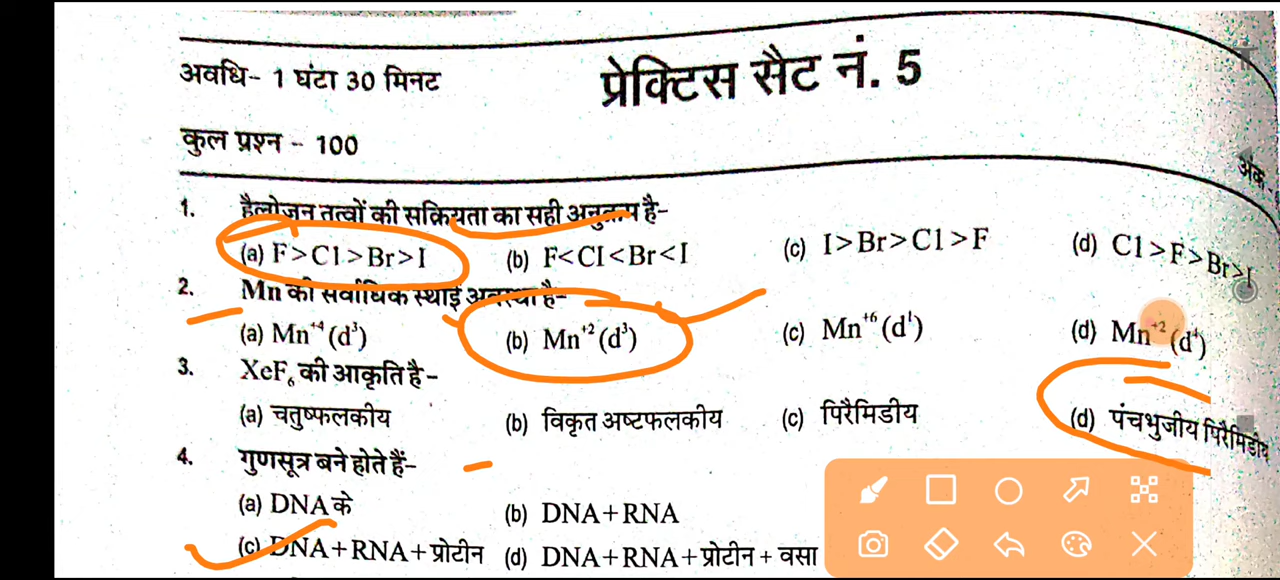 अवधि- 1 घंटा 30 मिनट
प्रेक्टिस सैट नं. 5
कुल प्रश्न - 100
अंक
1. हैलोजन तत्वों की सक्रियता का सही अनुक्रम है-
(a) F>Cl>Br>I (b) F<CI<Br<I (c) I>Br>Cl>F (d) Cl>F>Br>I
2. Mn की सर्वाधिक स्थाई अवस्था है-
(a) Mn⁺⁴ (d³) (b) Mn⁺² (d³) (c) Mn⁺⁶ (d¹) (d) Mn⁺² (d⁴)
3. XeF₆ की आकृति है-
(a) चतुष्फलकीय (b) विकृत अष्टफलकीय (c) पिरैमिडीय (d) पंचभुजीय पिरैमिडीय
4. गुणसूत्र बने होते हैं-
(a) DNA के (b) DNA+RNA
(c) DNA+RNA+प्रोटीन (d) DNA+RNA+प्रोटीन + वसा